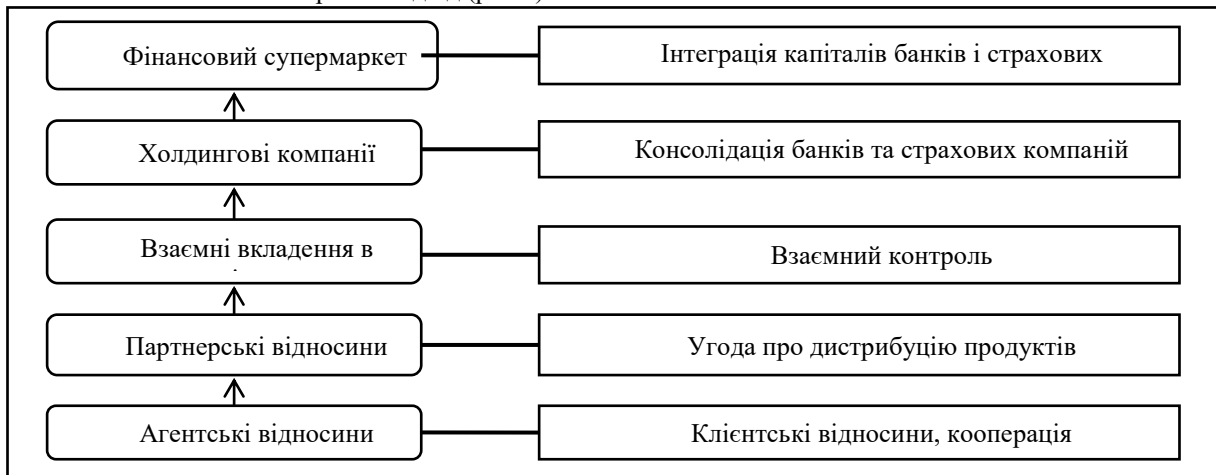 Фінансовий супермаркет
Інтеграція капіталів банків і страхових
Холдингові компанії
Консолідація банків та страхових компаній
Взаємні вкладення в
Взаємний контроль
Партнерські відносини
Угода про дистрибуцію продуктів
Агентські відносини
Клієнтські відносини, кооперація